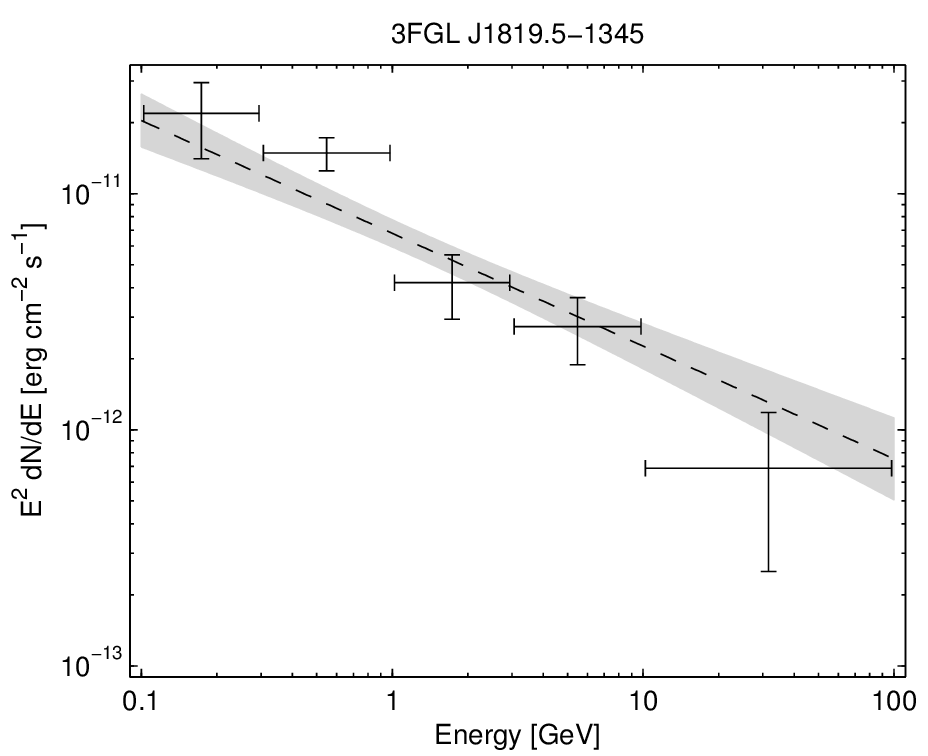 3FGL J1819.5−1345
E² dN/dE [erg cm⁻² s⁻¹]
10⁻¹¹
10⁻¹²
10⁻¹³
0.1 1 10 100
Energy [GeV]